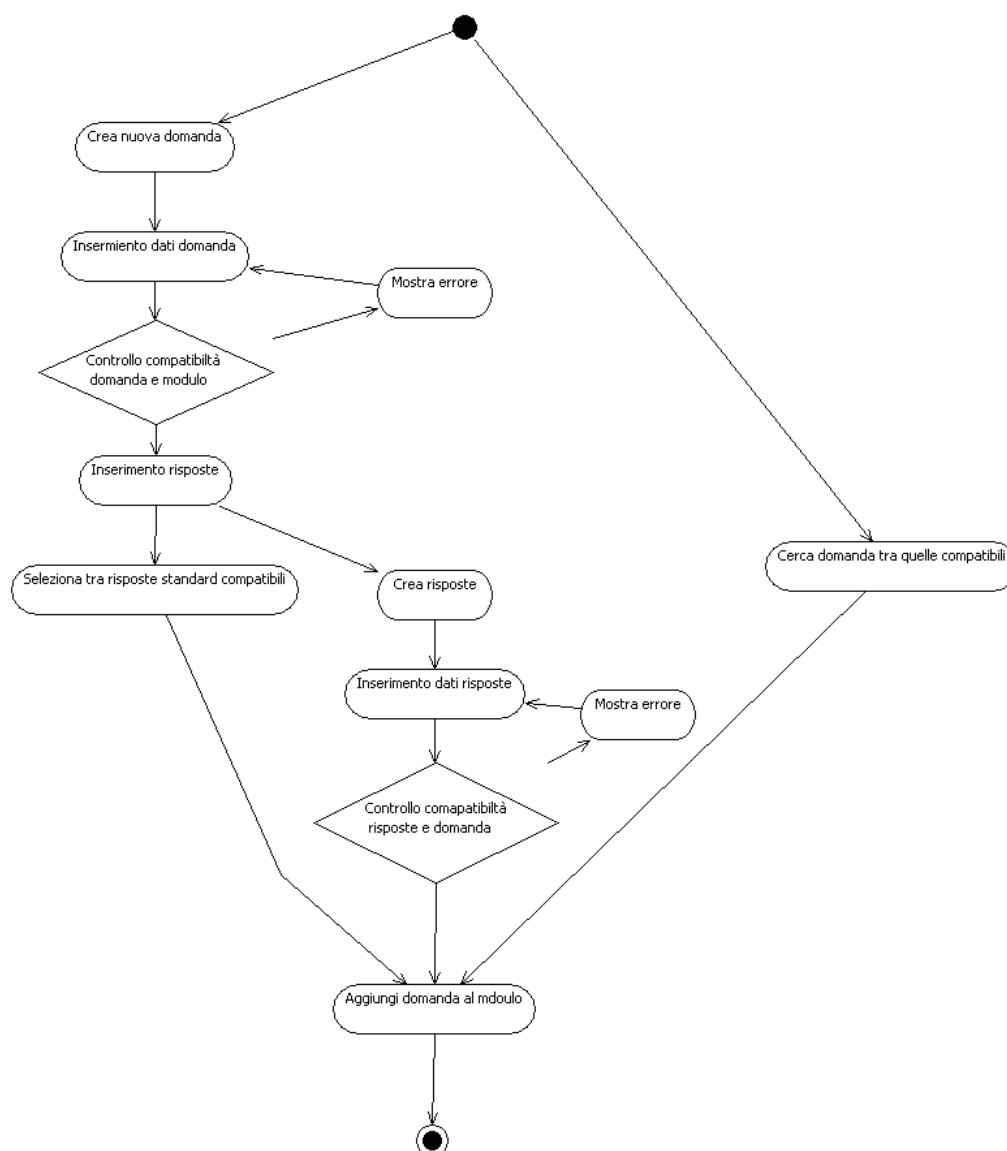 Crea nuova domanda
Insermiento dati domanda
Mostra errore
Controllo compatibiltà
domanda e modulo
Inserimento risposte
Cerca domanda tra quelle compatibili
Seleziona tra risposte standard compatibili
Crea risposte
Inserimento dati risposte
Mostra errore
Controllo comapatibiltà
risposte e domanda
Aggiungi domanda al mdoulo